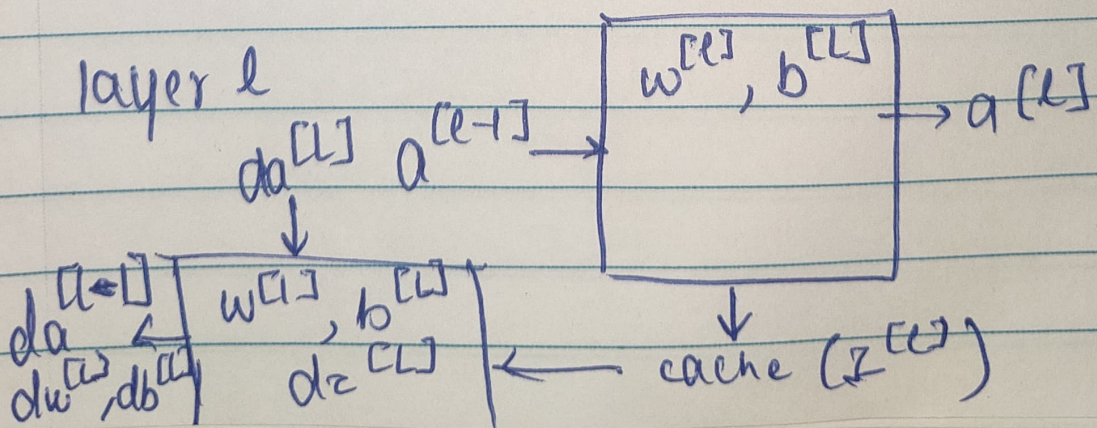 layer l
w^[l], b^[l]
da^[l] a^[l-1] → → a^[l]
↓
da^[l-1] ← w^[l], b^[l] ↓
dw^[l], db^[l] dz^[l] ← cache (z^[l])